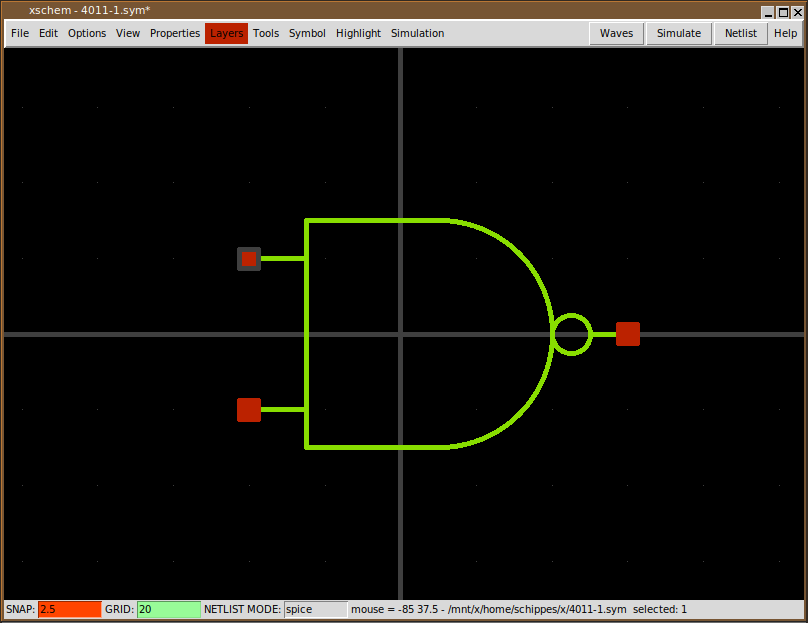 xschem - 4011-1.sym*
File Edit Options View Properties Layers Tools Symbol Highlight Simulation Waves Simulate Netlist Help
SNAP: 2.5 GRID: 20 NETLIST MODE: spice mouse = -85 37.5 - /mnt/x/home/schippes/x/4011-1.sym selected: 1